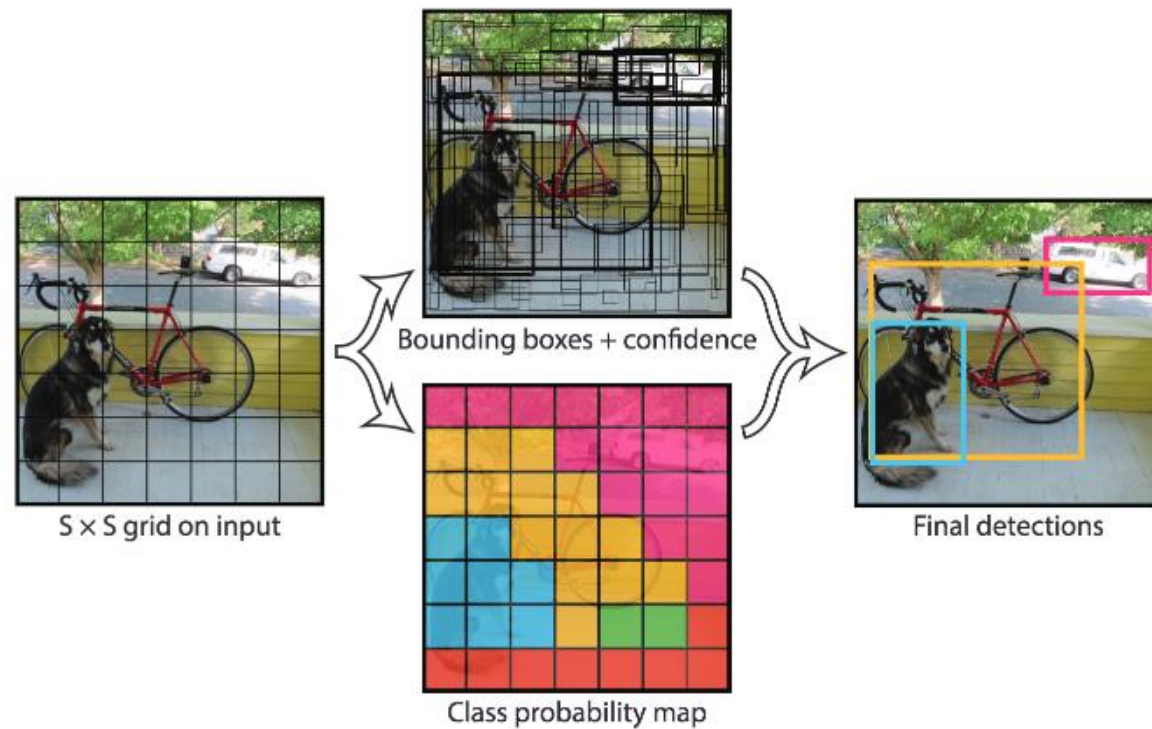 S × S grid on input
Bounding boxes + confidence
Class probability map
Final detections